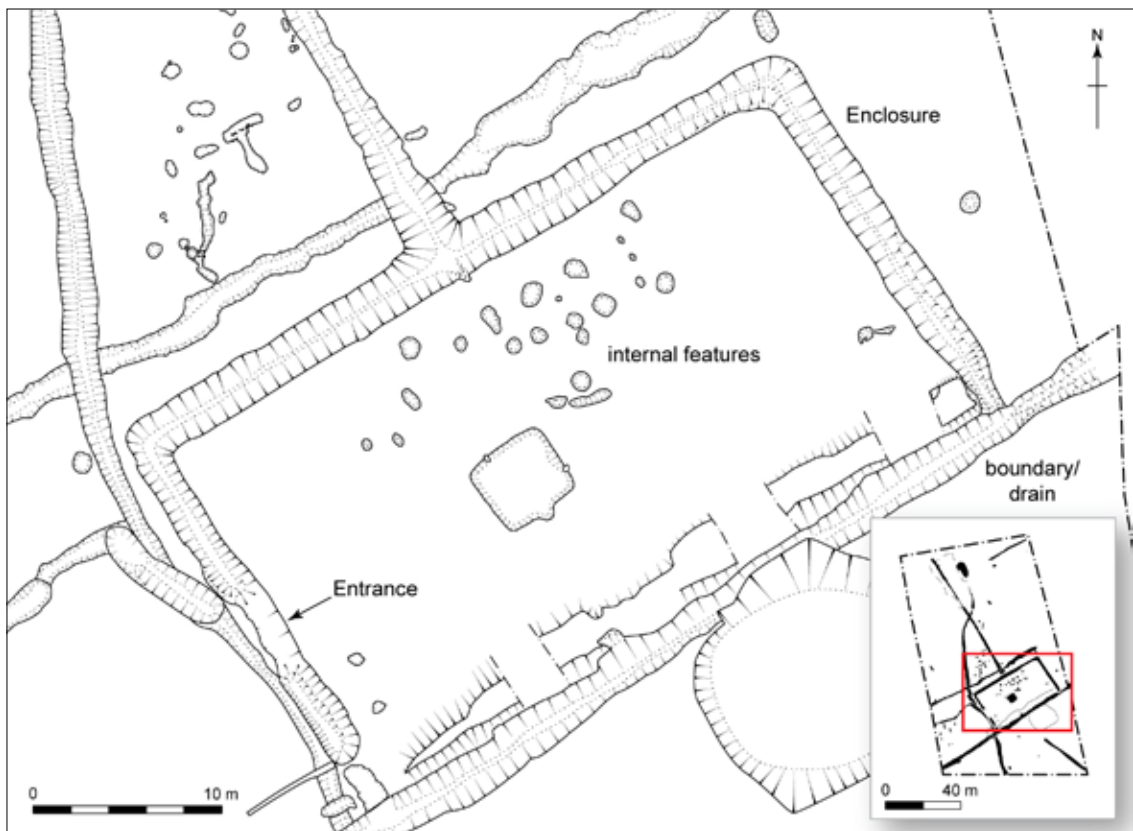 N
Enclosure
internal features
boundary/
drain
Entrance
0 10 m
0 40 m